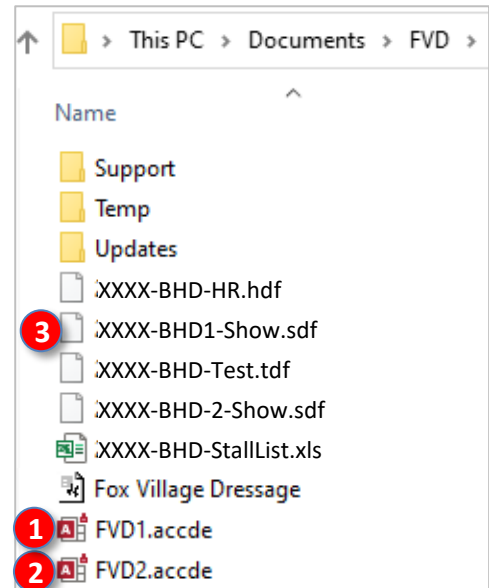 This PC > Documents > FVD >
Name
Support
Temp
Updates
XXXX-BHD-HR.hdf
3 XXXX-BHD1-Show.sdf
XXXX-BHD-Test.tdf
XXXX-BHD-2-Show.sdf
XXXX-BHD-StallList.xls
Fox Village Dressage
1 FVD1.accde
2 FVD2.accde